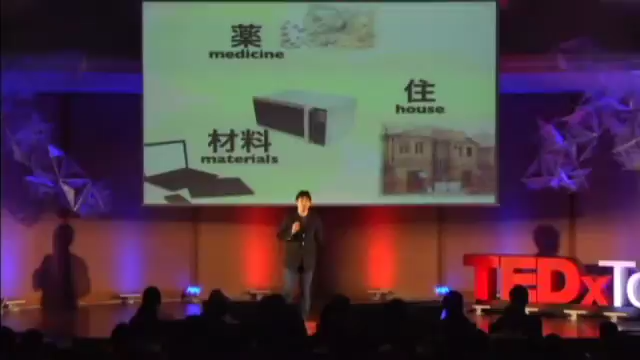 薬
medicine
住
house
材料
materials
TEDxTo